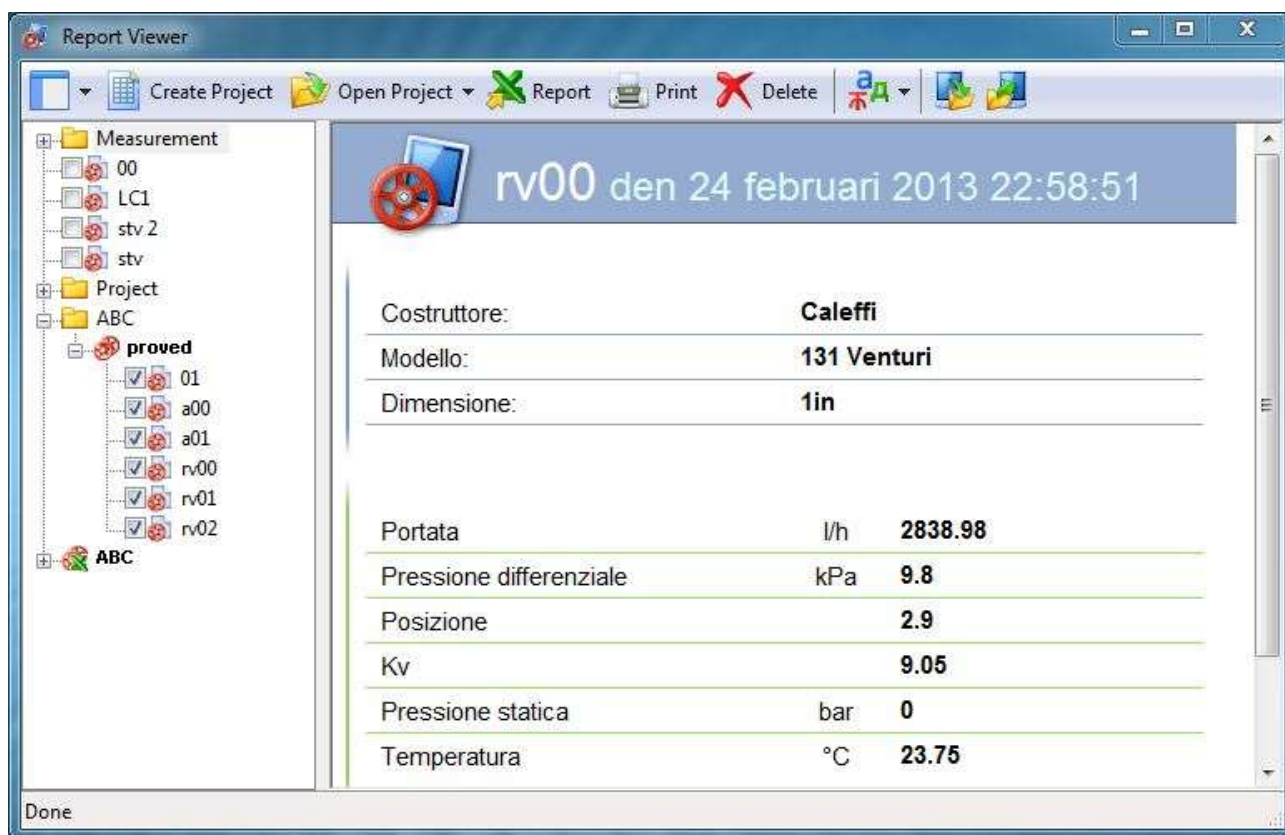 Report Viewer
Create Project Open Project Report Print Delete
Measurement
00
LC1
stv 2
stv
Project
ABC
proved
01
a00
a01
rv00
rv01
rv02
ABC
rv00 den 24 februari 2013 22:58:51
Costruttore: Caleffi
Modello: 131 Venturi
Dimensione: 1in
Portata l/h 2838.98
Pressione differenziale kPa 9.8
Posizione 2.9
Kv 9.05
Pressione statica bar 0
Temperatura °C 23.75
Done